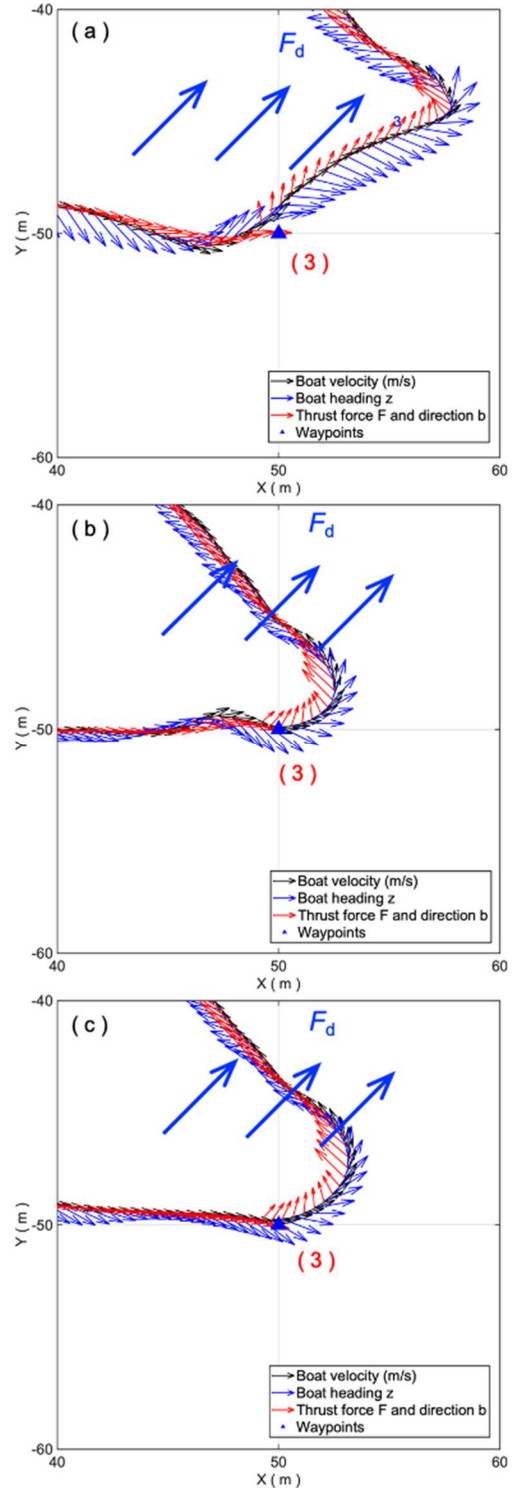 ( a )
F_d
-40
3
Y ( m )
-50
( 3 )
Boat velocity (m/s)
Boat heading z
Thrust force F and direction b
Waypoints
-60
40
50
60
X ( m )
( b )
F_d
-40
Y ( m )
-50
( 3 )
Boat velocity (m/s)
Boat heading z
Thrust force F and direction b
Waypoints
-60
40
50
60
X ( m )
( c )
F_d
-40
Y ( m )
-50
( 3 )
Boat velocity (m/s)
Boat heading z
Thrust force F and direction b
Waypoints
-60
40
50
60
X ( m )